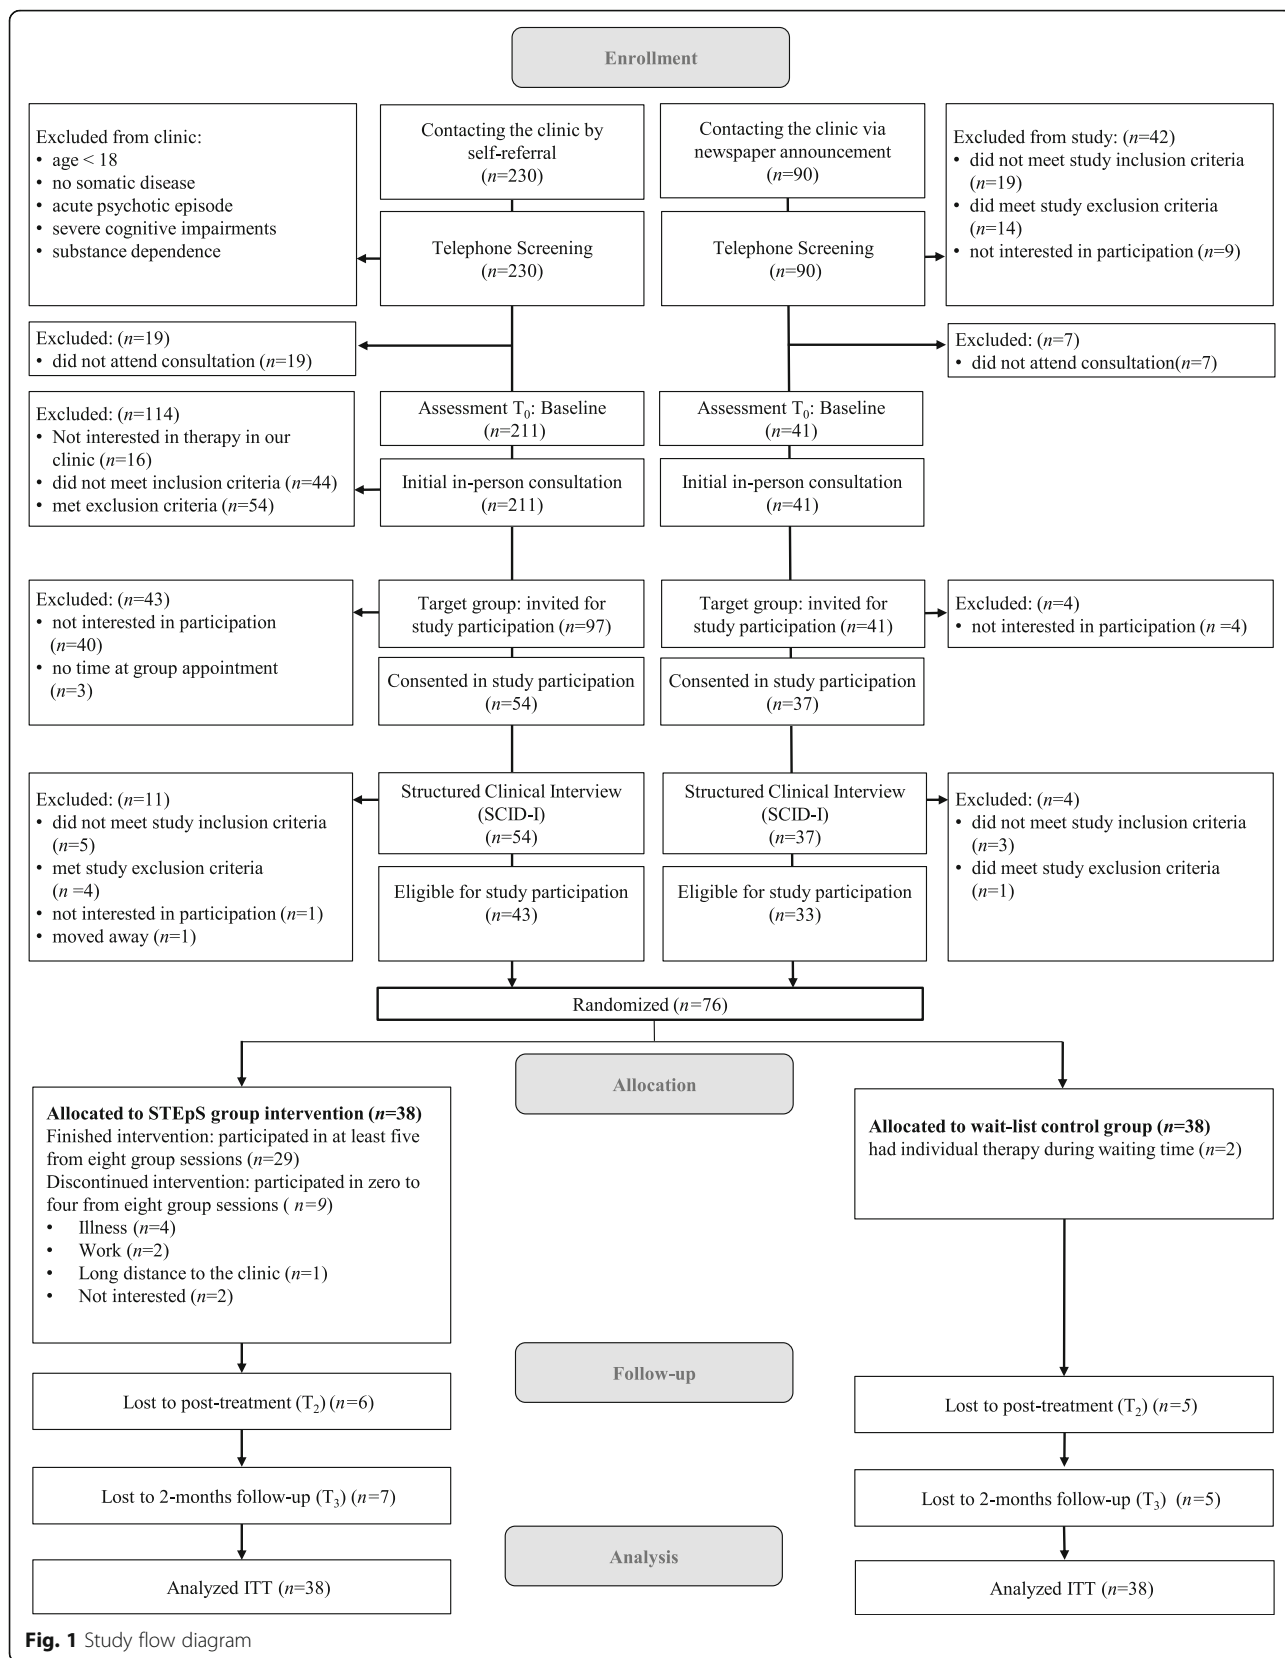 Enrollment
Excluded from clinic:
• age < 18
• no somatic disease
• acute psychotic episode
• severe cognitive impairments
• substance dependence
Contacting the clinic by
self-referral
(n=230)
Contacting the clinic via
newspaper announcement
(n=90)
Excluded from study: (n=42)
• did not meet study inclusion criteria
(n=19)
• did meet study exclusion criteria
(n=14)
• not interested in participation (n=9)
Telephone Screening
(n=230)
Telephone Screening
(n=90)
Excluded: (n=19)
• did not attend consultation (n=19)
Excluded: (n=7)
• did not attend consultation(n=7)
Excluded: (n=114)
• Not interested in therapy in our
clinic (n=16)
• did not meet inclusion criteria (n=44)
• met exclusion criteria (n=54)
Assessment T0: Baseline
(n=211)
Assessment T0: Baseline
(n=41)
Initial in-person consultation
(n=211)
Initial in-person consultation
(n=41)
Excluded: (n=43)
• not interested in participation
(n=40)
• no time at group appointment
(n=3)
Target group: invited for
study participation (n=97)
Target group: invited for
study participation (n=41)
Excluded: (n=4)
• not interested in participation (n =4)
Consented in study participation
(n=54)
Consented in study participation
(n=37)
Excluded: (n=11)
• did not meet study inclusion criteria
(n=5)
• met study exclusion criteria
(n =4)
• not interested in participation (n=1)
• moved away (n=1)
Structured Clinical Interview
(SCID-I)
(n=54)
Structured Clinical Interview
(SCID-I)
(n=37)
Excluded: (n=4)
• did not meet study inclusion criteria
(n=3)
• did meet study exclusion criteria
(n=1)
Eligible for study participation
(n=43)
Eligible for study participation
(n=33)
Randomized (n=76)
Allocation
Allocated to STEpS group intervention (n=38)
Finished intervention: participated in at least five
from eight group sessions (n=29)
Discontinued intervention: participated in zero to
four from eight group sessions ( n=9)
• Illness (n=4)
• Work (n=2)
• Long distance to the clinic (n=1)
• Not interested (n=2)
Allocated to wait-list control group (n=38)
had individual therapy during waiting time (n=2)
Follow-up
Lost to post-treatment (T2) (n=6)
Lost to post-treatment (T2) (n=5)
Lost to 2-months follow-up (T3) (n=7)
Lost to 2-months follow-up (T3) (n=5)
Analysis
Analyzed ITT (n=38)
Analyzed ITT (n=38)
Fig. 1 Study flow diagram